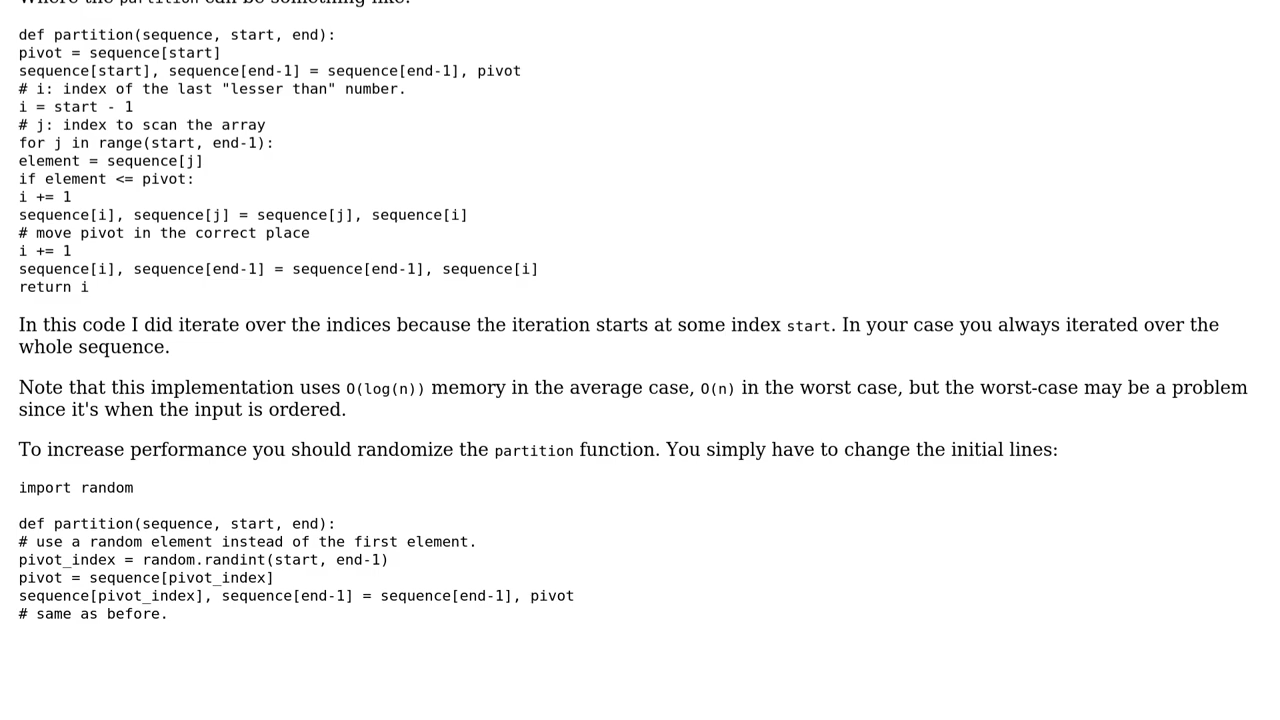 Where the partition can be something like:
def partition(sequence, start, end):
pivot = sequence[start]
sequence[start], sequence[end-1] = sequence[end-1], pivot
# i: index of the last "lesser than" number.
i = start - 1
# j: index to scan the array
for j in range(start, end-1):
element = sequence[j]
if element <= pivot:
i += 1
sequence[i], sequence[j] = sequence[j], sequence[i]
# move pivot in the correct place
i += 1
sequence[i], sequence[end-1] = sequence[end-1], sequence[i]
return i
In this code I did iterate over the indices because the iteration starts at some index start. In your case you always iterated over the
whole sequence.
Note that this implementation uses O(log(n)) memory in the average case, O(n) in the worst case, but the worst-case may be a problem
since it's when the input is ordered.
To increase performance you should randomize the partition function. You simply have to change the initial lines:
import random
def partition(sequence, start, end):
# use a random element instead of the first element.
pivot_index = random.randint(start, end-1)
pivot = sequence[pivot_index]
sequence[pivot_index], sequence[end-1] = sequence[end-1], pivot
# same as before.